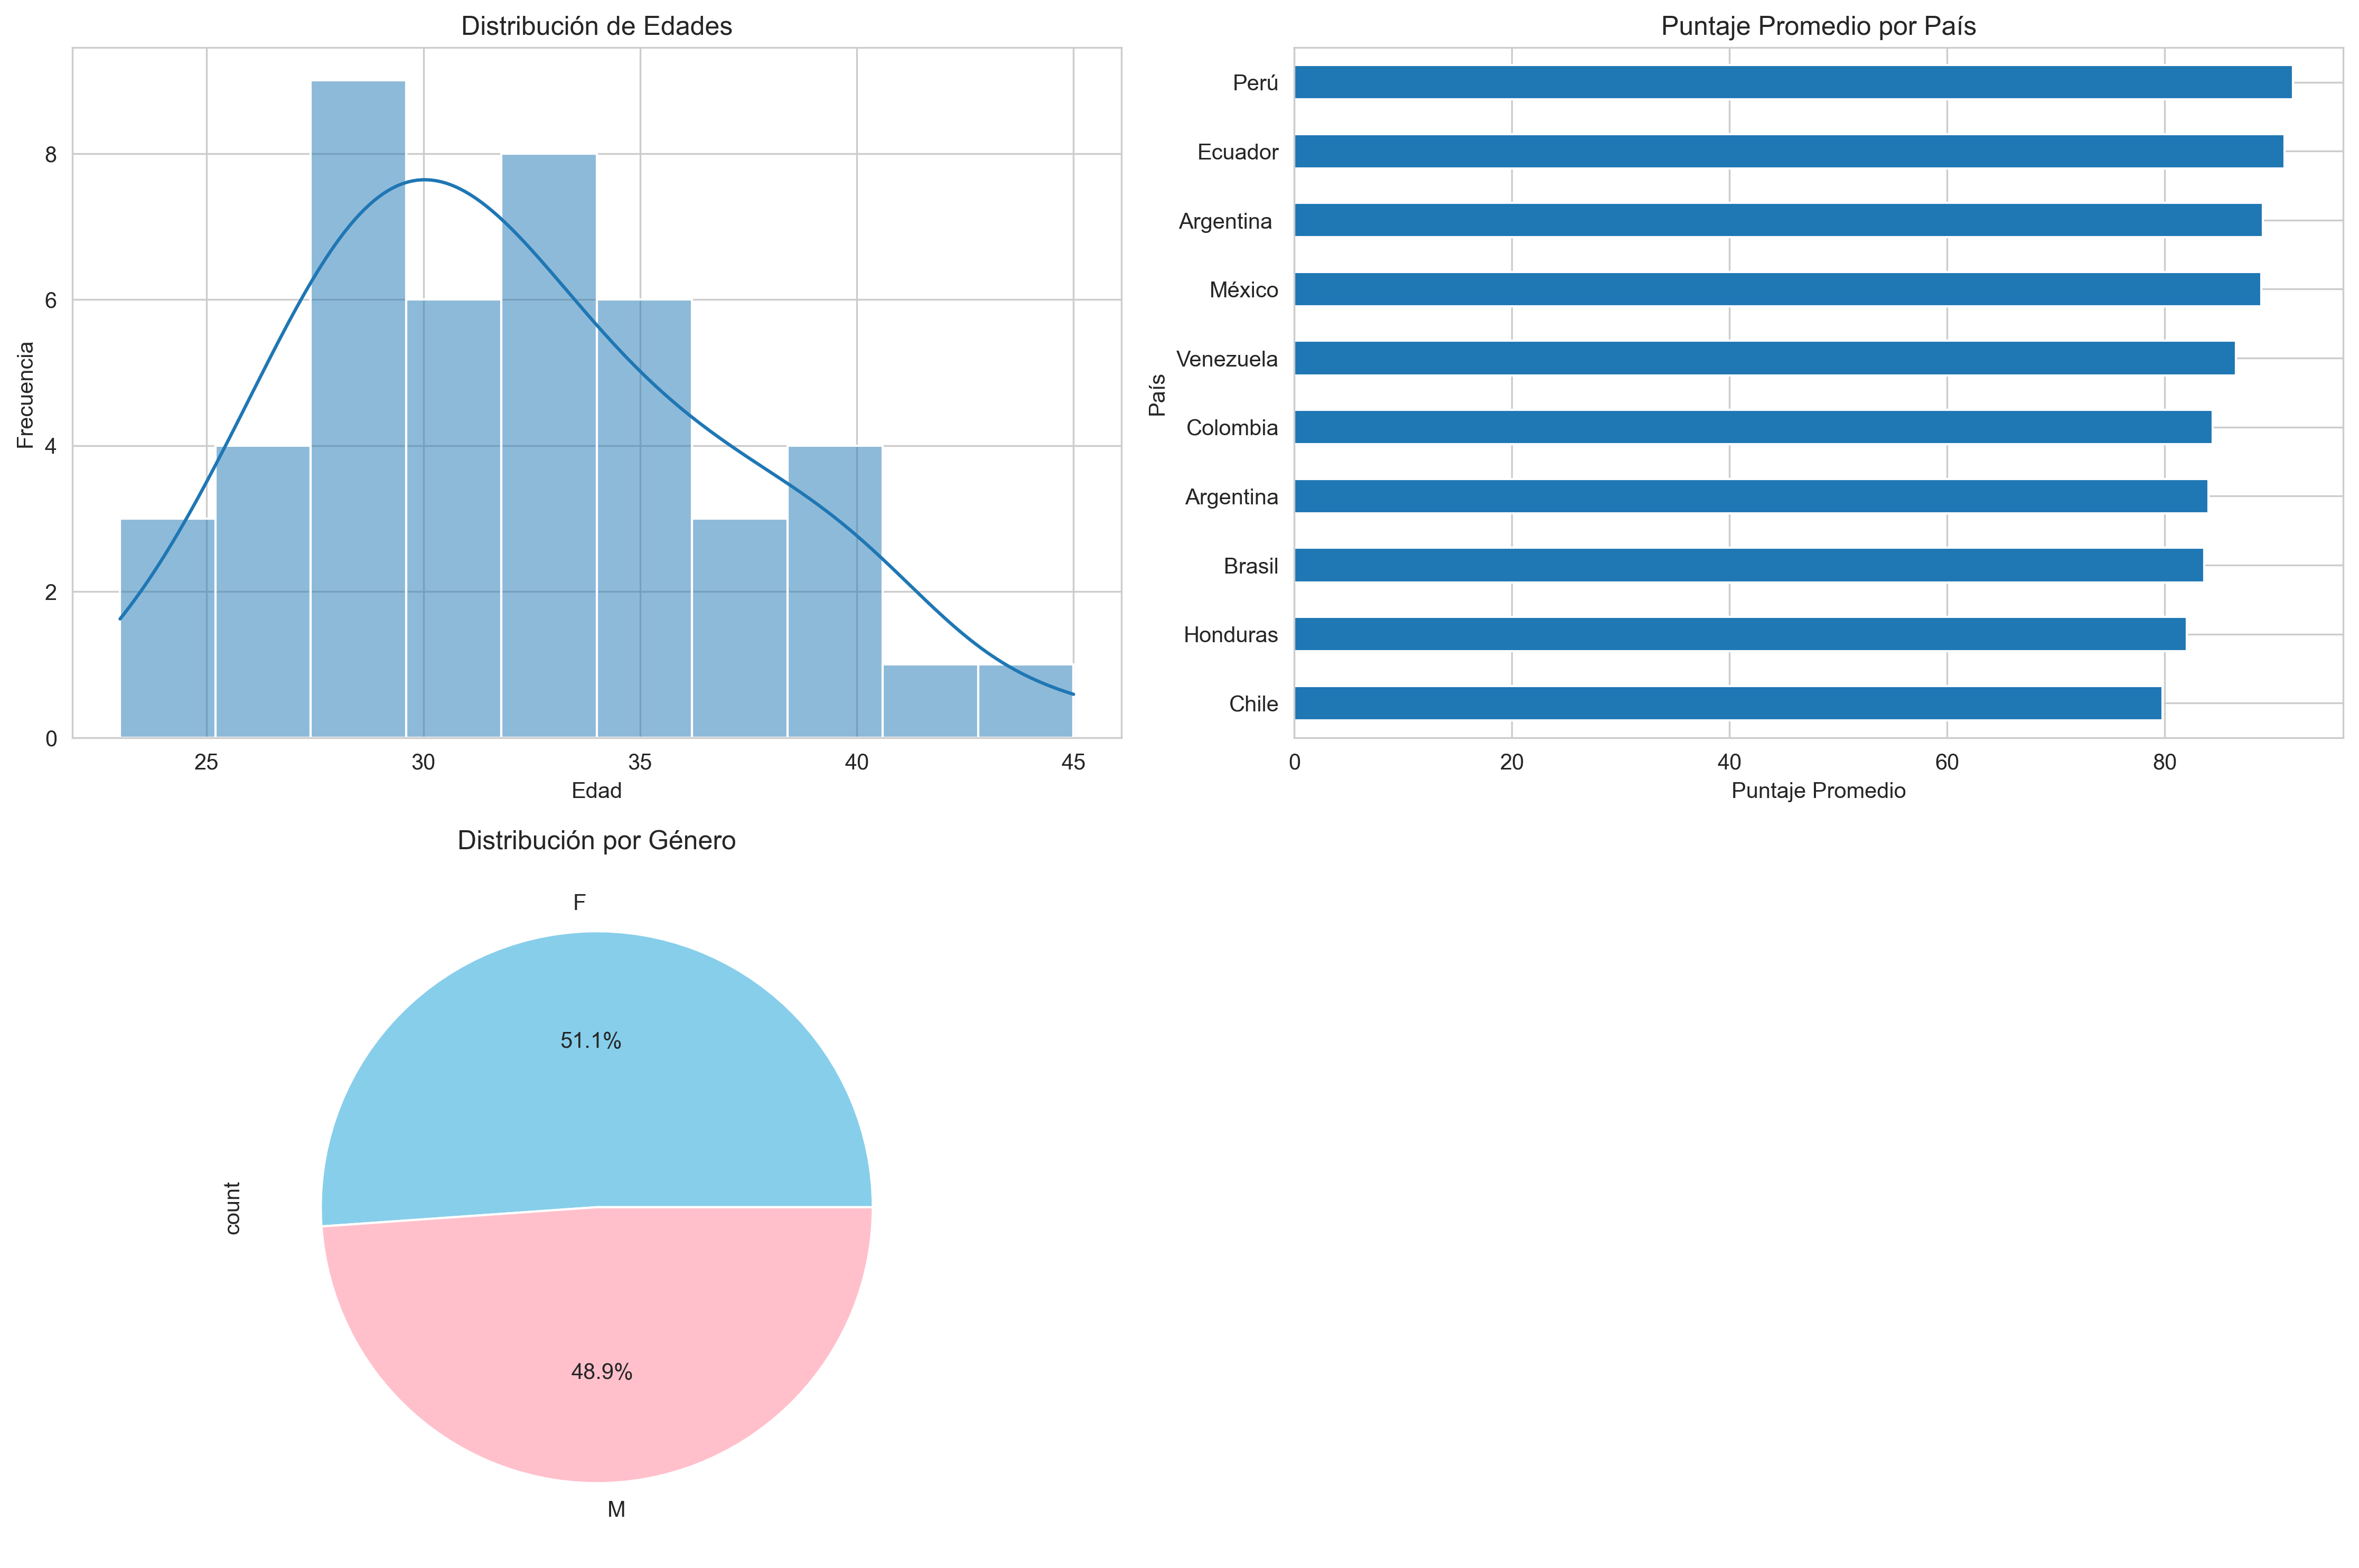 Distribución de Edades
Frecuencia
8
6
4
2
0
25 30 35 40 45
Edad
Puntaje Promedio por País
País
Perú
Ecuador
Argentina
México
Venezuela
Colombia
Argentina
Brasil
Honduras
Chile
0 20 40 60 80
Puntaje Promedio
Distribución por Género
F
51.1%
count
48.9%
M